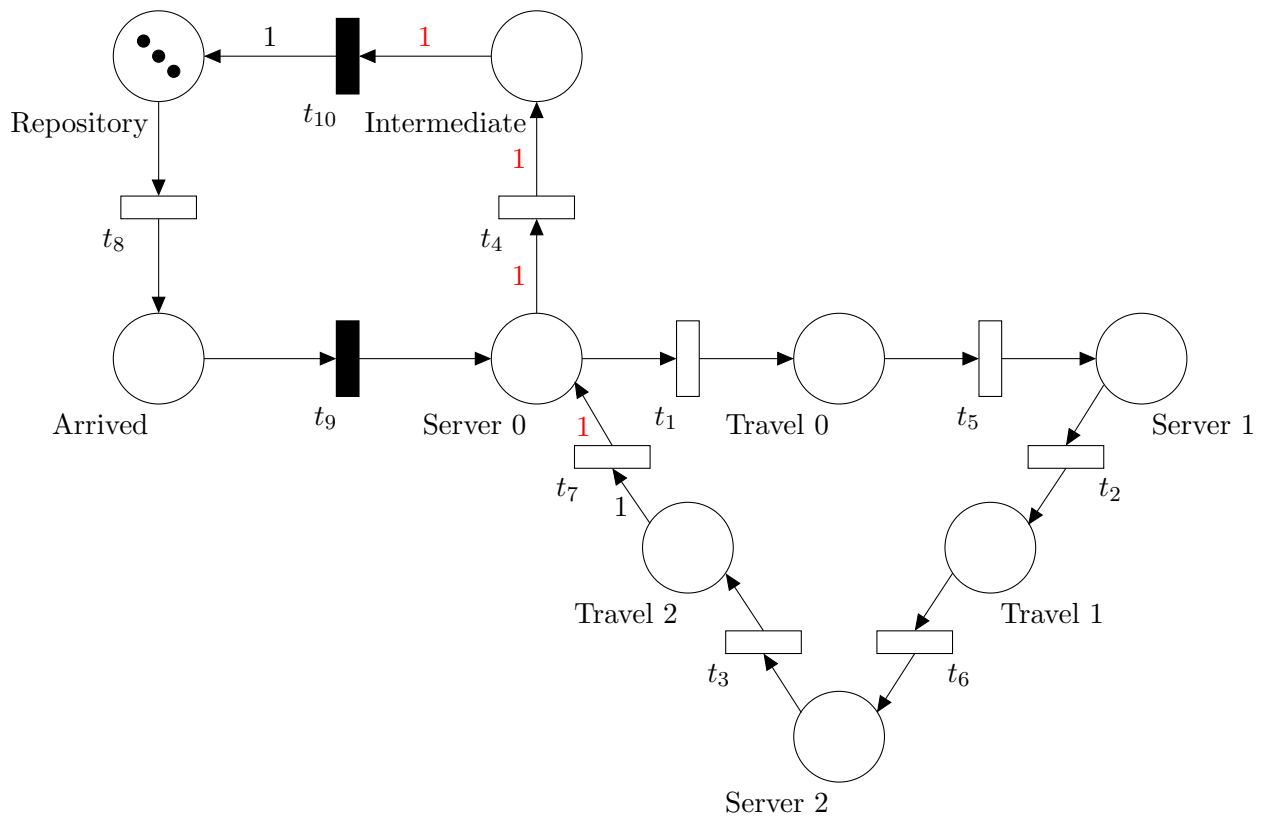 1
1
t10
Repository
Intermediate
1
t8
t4
1
Arrived
t9
Server 0
t1
Travel 0
t5
Server 1
1
t7
t2
1
Travel 2
Travel 1
t3
t6
Server 2